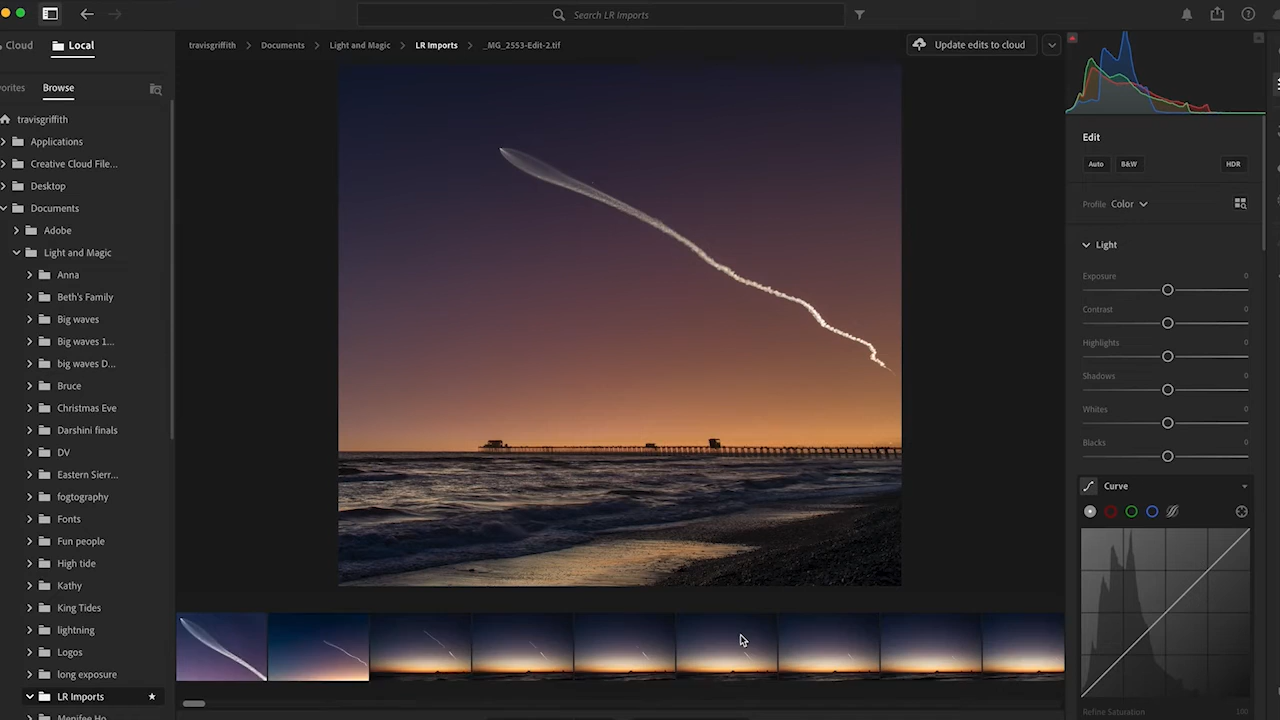 Search LR Imports
Cloud
Local
travisgriffith
Documents
Light and Magic
LR Imports
_MG_2553-Edit-2.tif
Update edits to cloud
Browse
travisgriffith
Applications
Creative Cloud File...
Desktop
Documents
Adobe
Light and Magic
Anna
Beth's Family
Big waves
Big waves 1...
big waves D...
Bruce
Christmas Eve
Darshini finals
DV
Eastern Sierr...
fogtography
Fonts
Fun people
High tide
Kathy
King Tides
lightning
Logos
long exposure
LR Imports
Edit
Auto
B&W
HDR
Profile Color
Light
Exposure 0
Contrast 0
Highlights 0
Shadows 0
Whites 0
Blacks 0
Curve
Refine Saturation 100